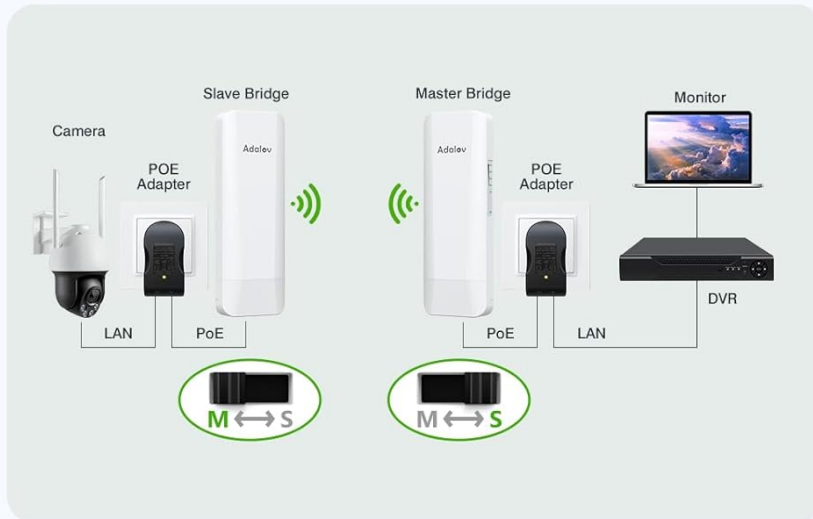 Slave Bridge
Master Bridge
Monitor
Camera
Adalov
Adalov
POE
Adapter
POE
Adapter
DVR
LAN
PoE
PoE
LAN
M ⟷ S
M ⟷ S